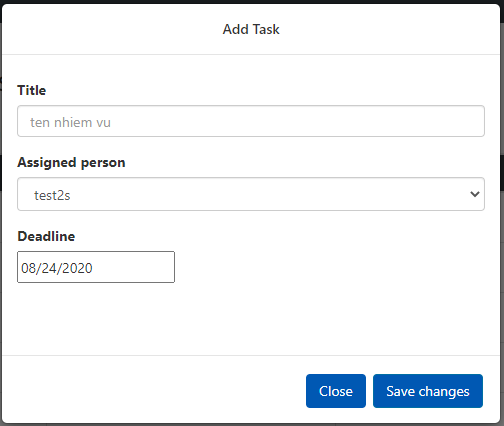 Add Task
Title
ten nhiem vu
Assigned person
test2s
Deadline
08/24/2020
Close
Save changes